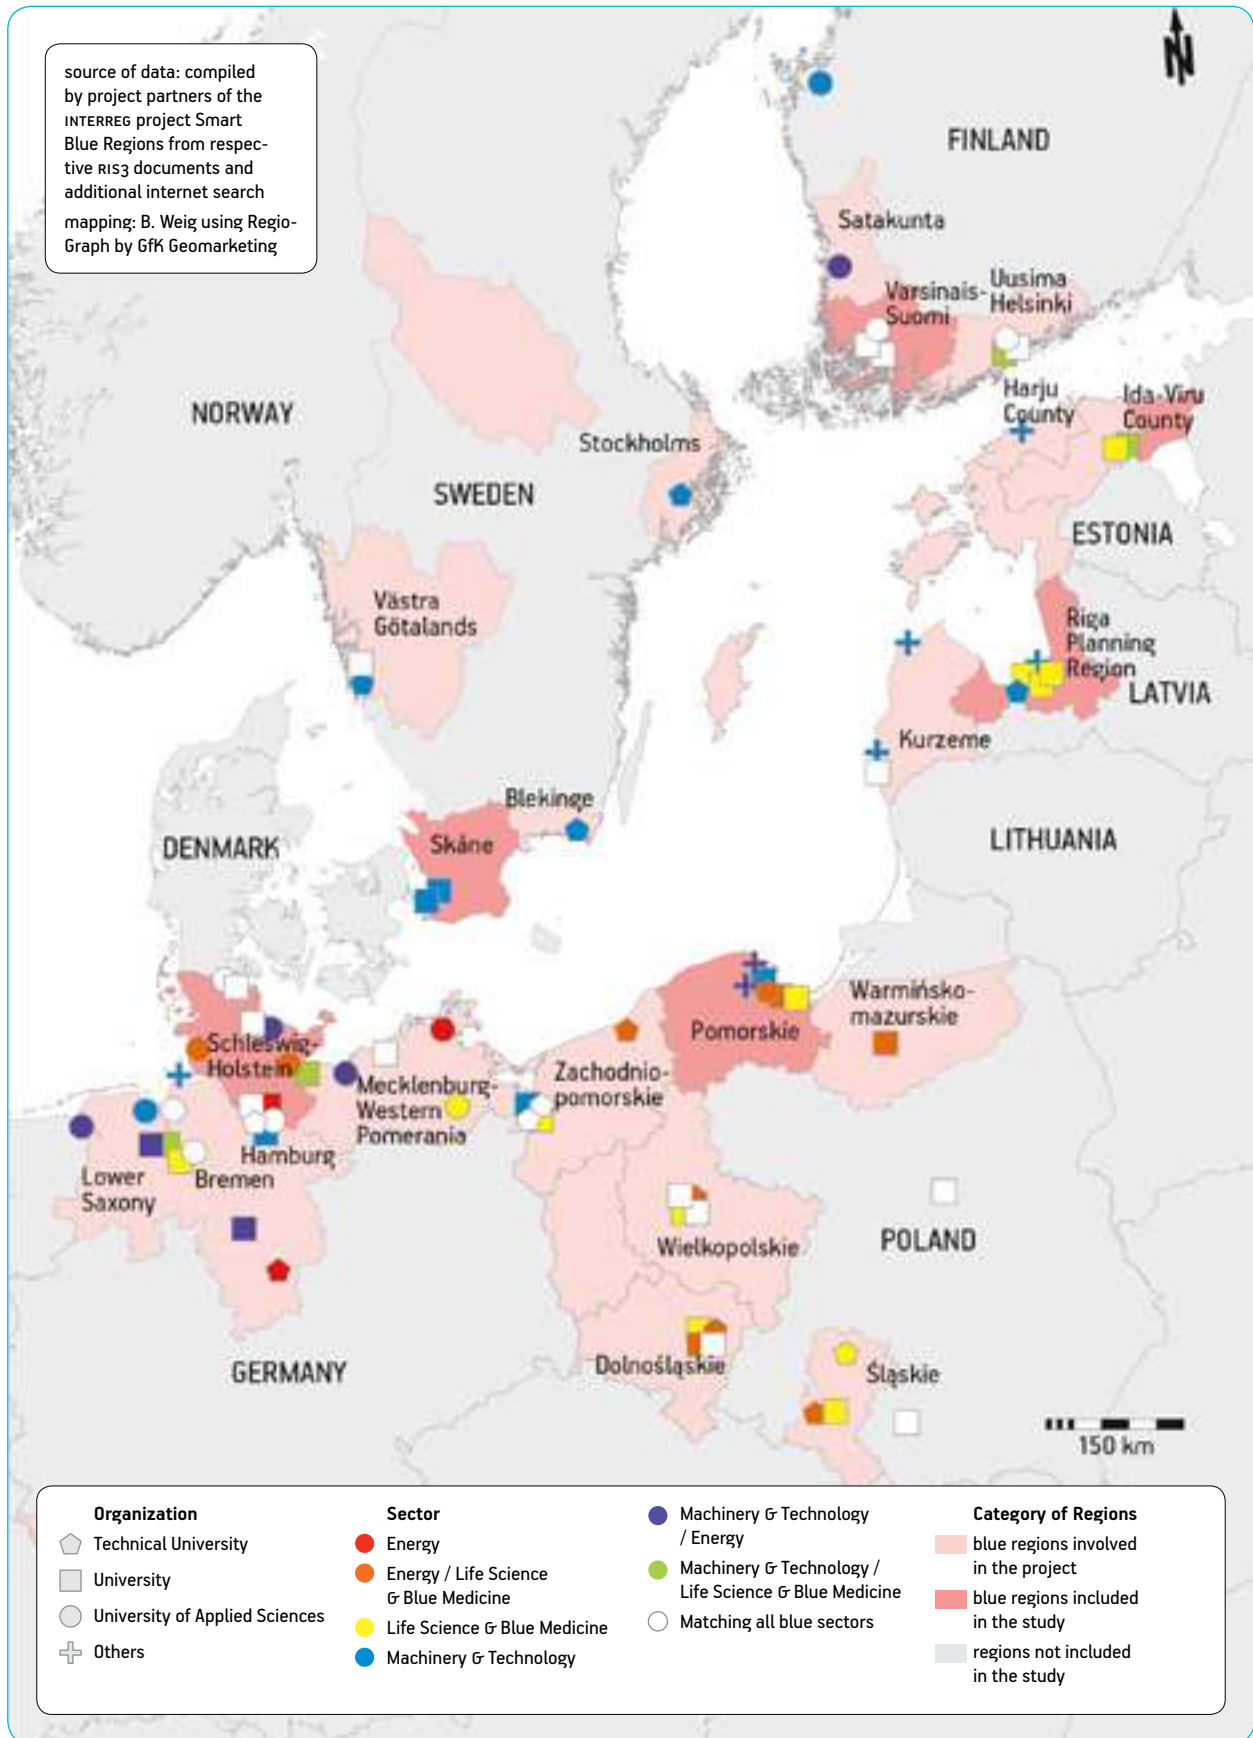 source of data: compiled
by project partners of the
INTERREG project Smart
Blue Regions from respec-
tive RIS3 documents and
additional internet search
mapping: B. Weig using Regio-
Graph by GfK Geomarketing
N
FINLAND
Satakunta
Varsinais-
Suomi
Uusima
Helsinki
Harju
County
Ida-Viru
County
NORWAY
Stockholms
SWEDEN
ESTONIA
Västra
Götalands
Riga
Planning
Region
LATVIA
Kurzeme
Blekinge
DENMARK
Skåne
LITHUANIA
Warmińsko-
mazurskie
Pomorskie
Schleswig-
Holstein
Zachodnio-
pomorskie
Mecklenburg-
Western
Pomerania
Hamburg
Lower
Saxony
Bremen
Wielkopolskie
POLAND
Dolnośląskie
Śląskie
GERMANY
150 km
Organization
Technical University
University
University of Applied Sciences
Others
Sector
Energy
Energy / Life Science
& Blue Medicine
Life Science & Blue Medicine
Machinery & Technology
Machinery & Technology
/ Energy
Machinery & Technology /
Life Science & Blue Medicine
Matching all blue sectors
Category of Regions
blue regions involved
in the project
blue regions included
in the study
regions not included
in the study